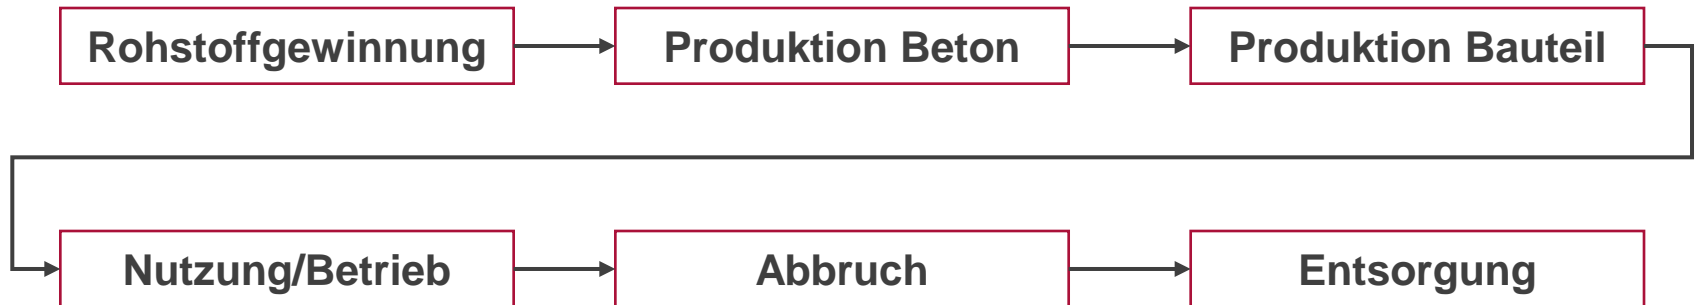 Rohstoffgewinnung
Produktion Beton
Produktion Bauteil
Nutzung/Betrieb
Abbruch
Entsorgung